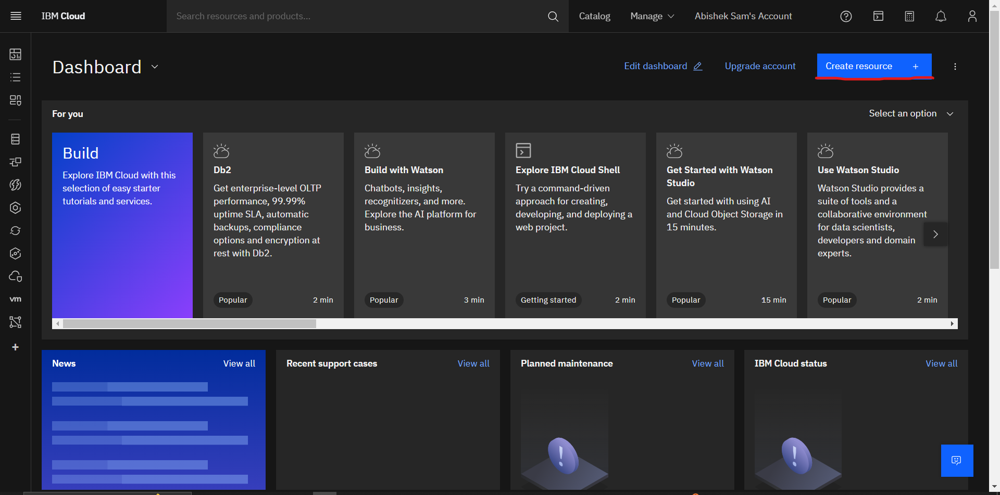 IBM Cloud
Search resources and products...
Catalog
Manage
Abishek Sam's Account
Dashboard
Edit dashboard
Upgrade account
Create resource +
For you
Select an option
Build
Explore IBM Cloud with this
selection of easy starter
tutorials and services.
Db2
Get enterprise-level OLTP
performance, 99.99%
uptime SLA, automatic
backups, compliance
options and encryption at
rest with Db2.
Popular
2 min
Build with Watson
Chatbots, insights,
recognitizers, and more.
Explore the AI platform for
business.
Popular
3 min
Explore IBM Cloud Shell
Try a command-driven
approach for creating,
developing, and deploying a
web project.
Getting started
2 min
Get Started with Watson
Studio
Get started with using AI
and Cloud Object Storage in
15 minutes.
Popular
15 min
Use Watson Studio
Watson Studio provides a
suite of tools and a
collaborative environment
for data scientists,
developers and domain
experts.
Popular
2 min
vm
News
View all
Recent support cases
View all
Planned maintenance
View all
IBM Cloud status
View all